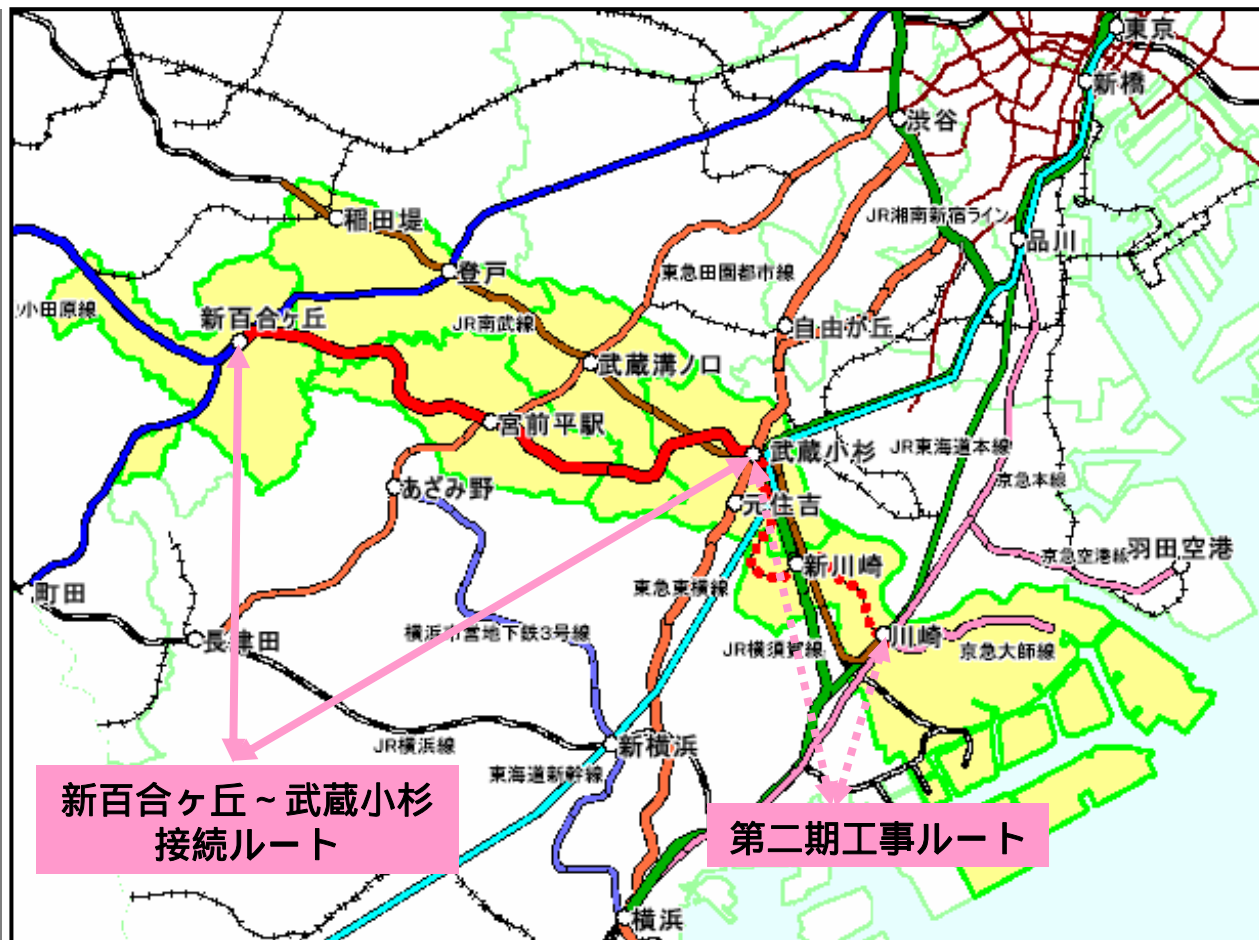 東京
新橋
渋谷
稲田堤
JR湘南新宿ライン
品川
登戸
東急田園都市線
小田原線
新百合ヶ丘
JR南武線
自由が丘
武蔵溝ノ口
宮前平駅
武蔵小杉
JR東海道本線
京急本線
あざみ野
元住吉
京急空港線
羽田空港
新川崎
町田
東急東横線
長津田
横浜市営地下鉄3号線
JR横須賀線
川崎
京急大師線
JR横浜線
新横浜
東海道新幹線
新百合ヶ丘~武蔵小杉
接続ルート
第二期工事ルート
横浜